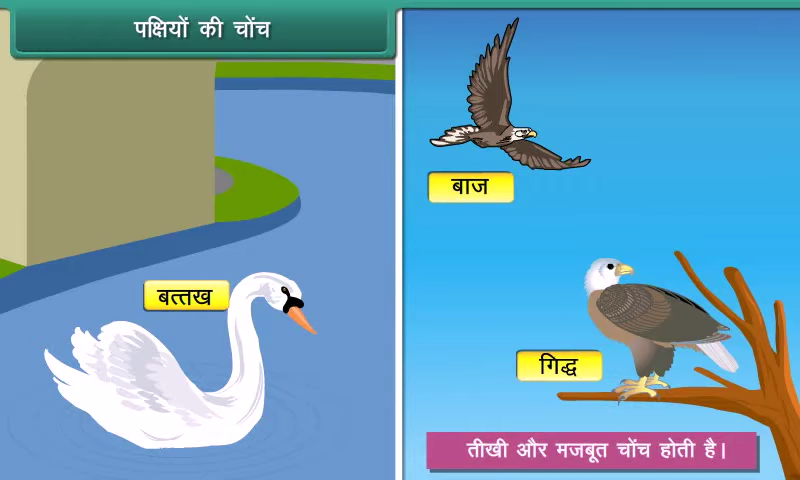 पक्षियों की चोंच
बत्तख
बाज
गिद्ध
तीखी और मजबूत चोंच होती है।